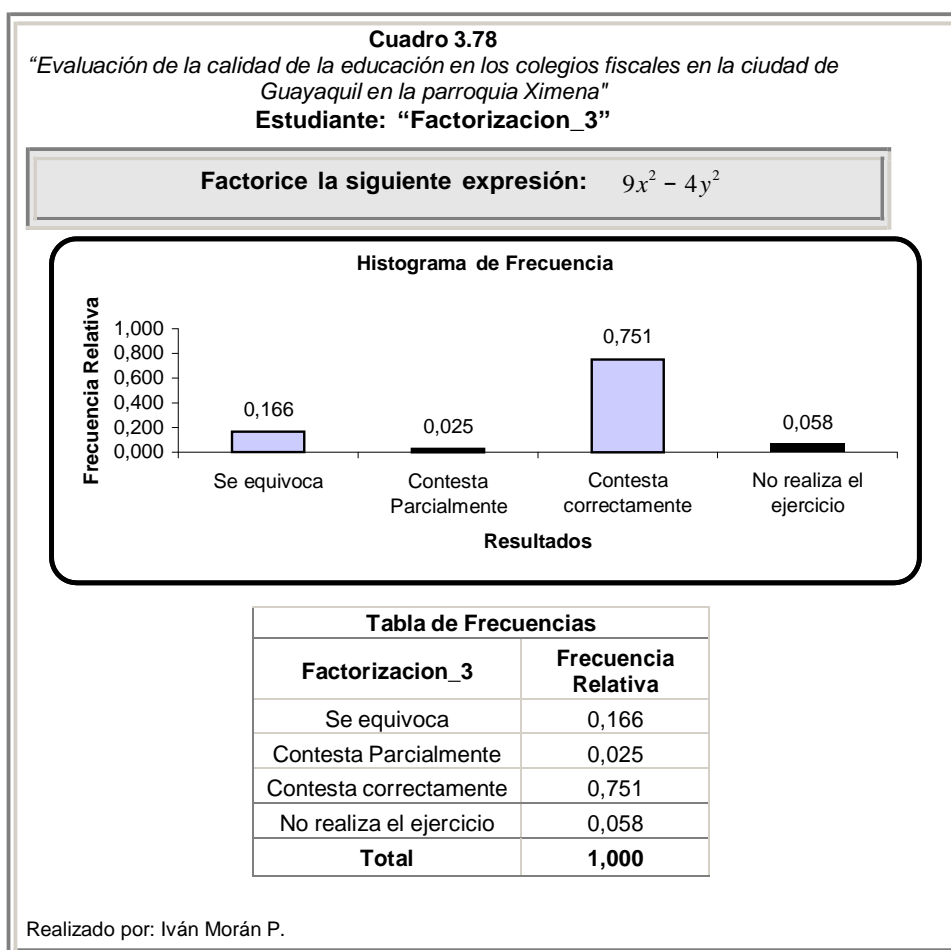 Cuadro 3.78
“Evaluación de la calidad de la educación en los colegios fiscales en la ciudad de
Guayaquil en la parroquia Ximena"
Estudiante: “Factorizacion_3”
Factorice la siguiente expresión: 9x² − 4y²
Histograma de Frecuencia
Frecuencia Relativa
1,000
0,800
0,600
0,400
0,200
0,000
0,166
0,025
0,751
0,058
Se equivoca
Contesta
Parcialmente
Contesta
correctamente
No realiza el
ejercicio
Resultados
Tabla de Frecuencias
Factorizacion_3 Frecuencia
Relativa
Se equivoca 0,166
Contesta Parcialmente 0,025
Contesta correctamente 0,751
No realiza el ejercicio 0,058
Total 1,000
Realizado por: Iván Morán P.